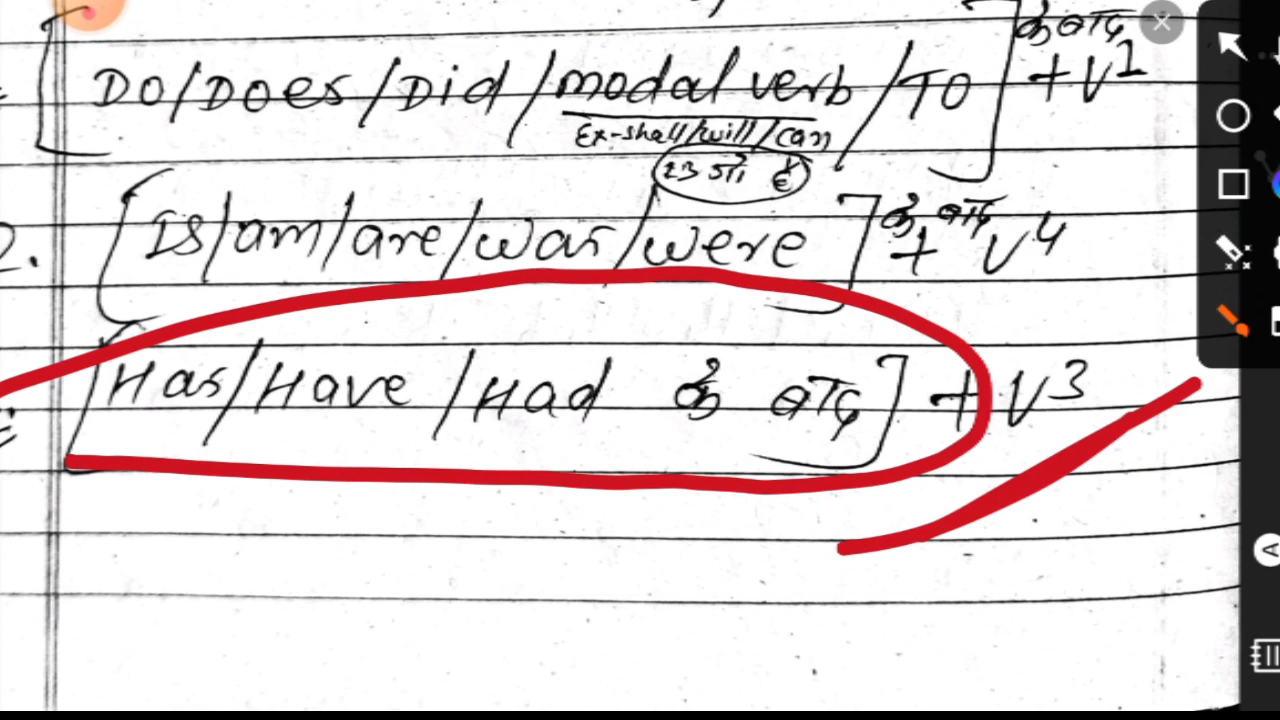 के बाद
[Do/Does/Did/modal verb/To] + V1
Ex-shall/will/can
2. [Is/am/are/was/were] के बाद + V4
[Has/Have/Had के बाद] + V3